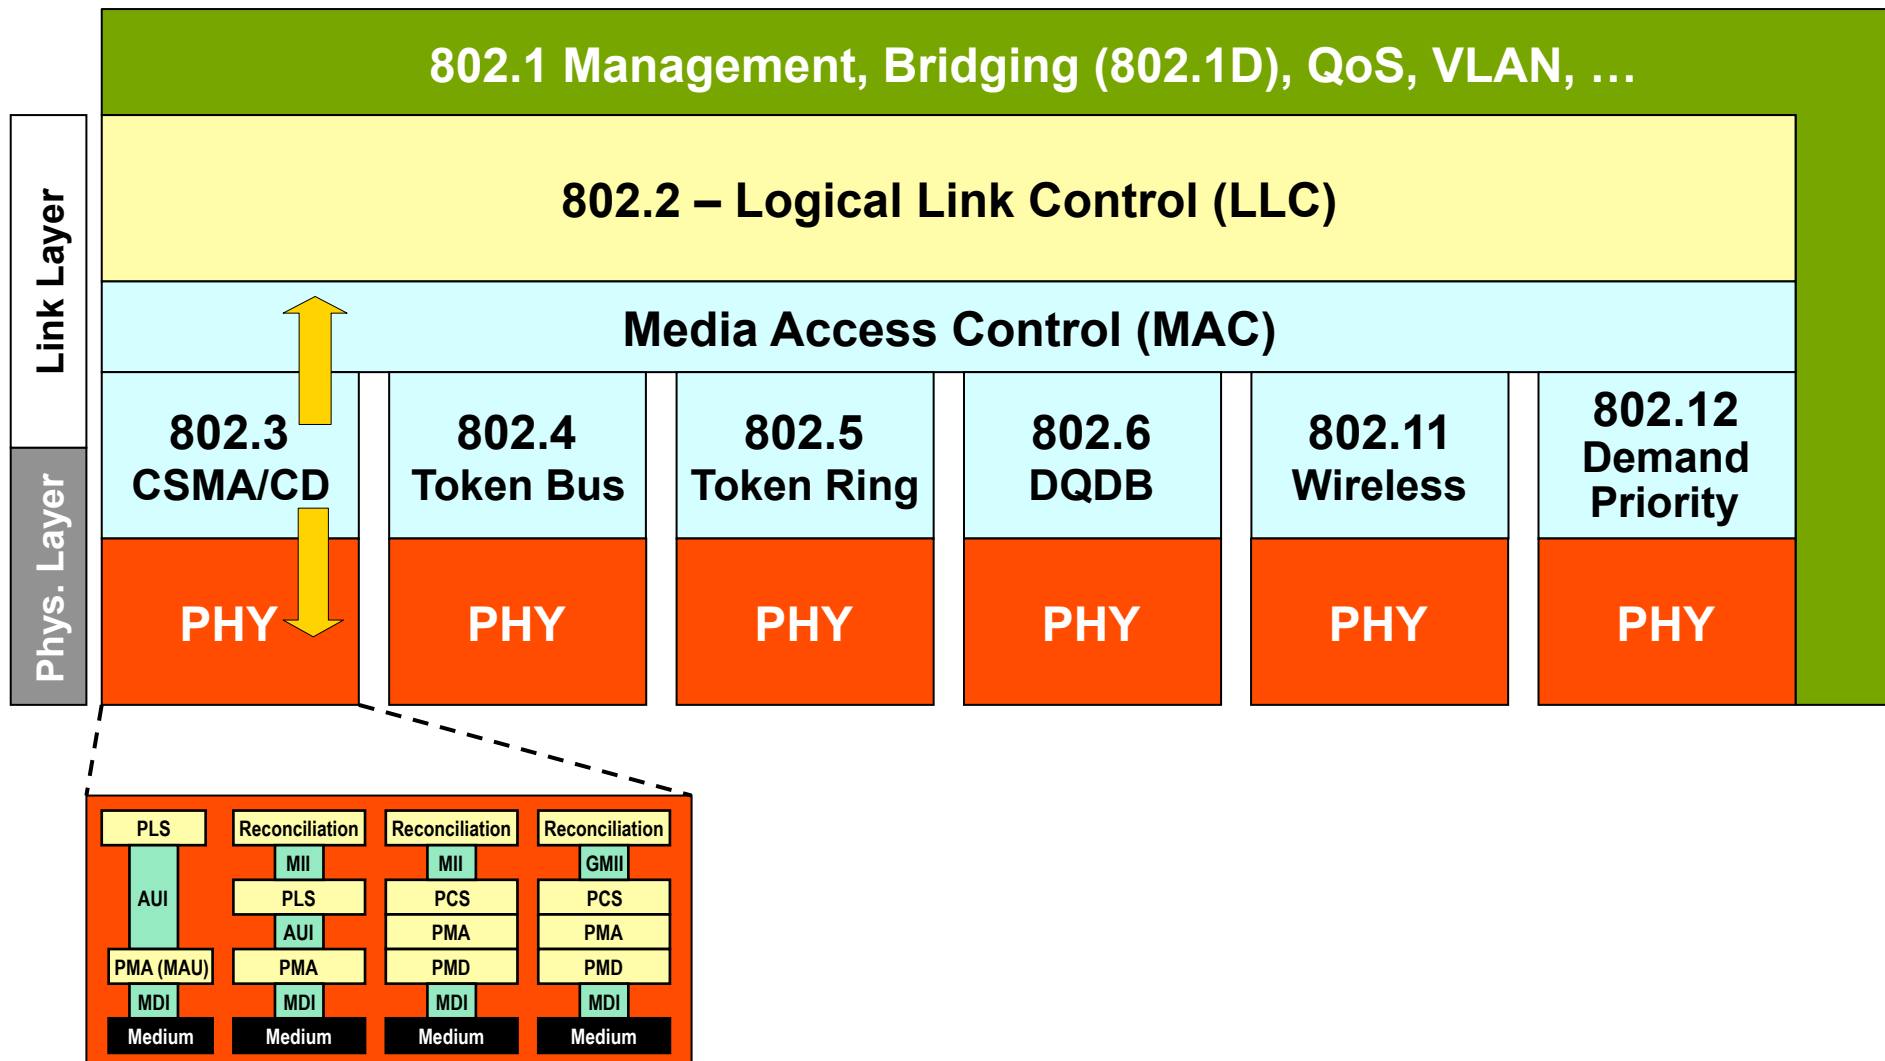 802.1 Management, Bridging (802.1D), QoS, VLAN, …
Link Layer
Phys. Layer
802.2 – Logical Link Control (LLC)
Media Access Control (MAC)
802.3
CSMA/CD
802.4
Token Bus
802.5
Token Ring
802.6
DQDB
802.11
Wireless
802.12
Demand
Priority
PHY
PHY
PHY
PHY
PHY
PHY
PLS
AUI
PMA (MAU)
MDI
Medium
Reconciliation
MII
PLS
AUI
PMA
MDI
Medium
Reconciliation
MII
PCS
PMA
PMD
MDI
Medium
Reconciliation
GMII
PCS
PMA
PMD
MDI
Medium